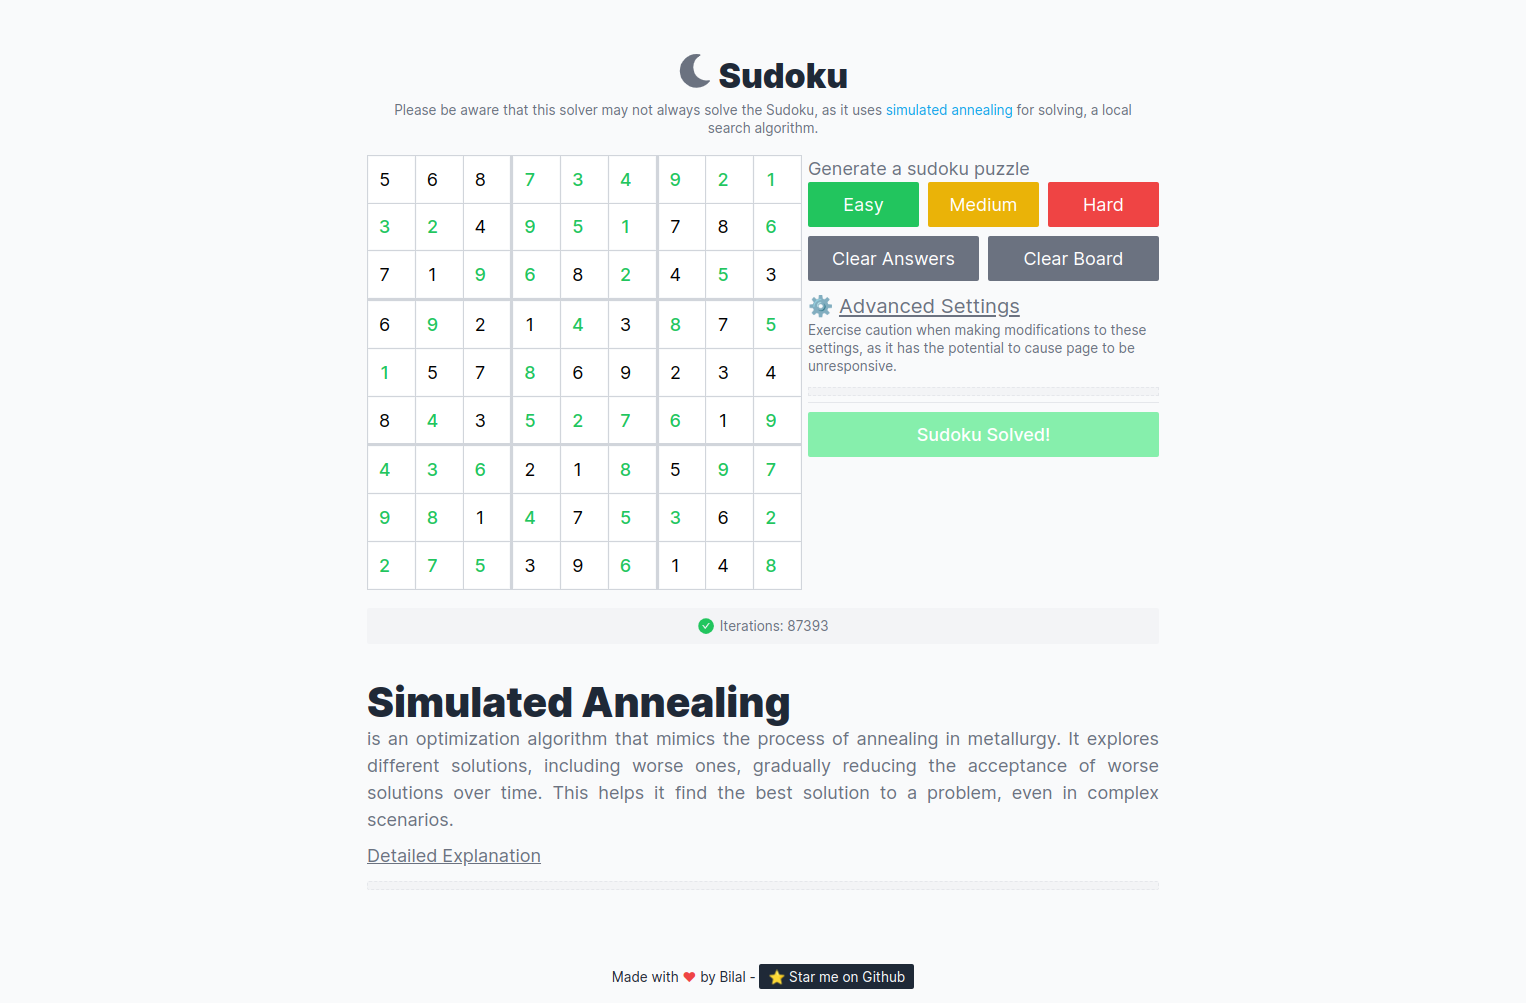 Sudoku
Please be aware that this solver may not always solve the Sudoku, as it uses simulated annealing for solving, a local
search algorithm.
5 6 8 7 3 4 9 2 1
3 2 4 9 5 1 7 8 6
7 1 9 6 8 2 4 5 3
6 9 2 1 4 3 8 7 5
1 5 7 8 6 9 2 3 4
8 4 3 5 2 7 6 1 9
4 3 6 2 1 8 5 9 7
9 8 1 4 7 5 3 6 2
2 7 5 3 9 6 1 4 8
Generate a sudoku puzzle
Easy Medium Hard
Clear Answers Clear Board
⚙️ Advanced Settings
Exercise caution when making modifications to these
settings, as it has the potential to cause page to be
unresponsive.
Sudoku Solved!
Iterations: 87393
Simulated Annealing
is an optimization algorithm that mimics the process of annealing in metallurgy. It explores
different solutions, including worse ones, gradually reducing the acceptance of worse
solutions over time. This helps it find the best solution to a problem, even in complex
scenarios.
Detailed Explanation
Made with ❤ by Bilal - ⭐ Star me on Github